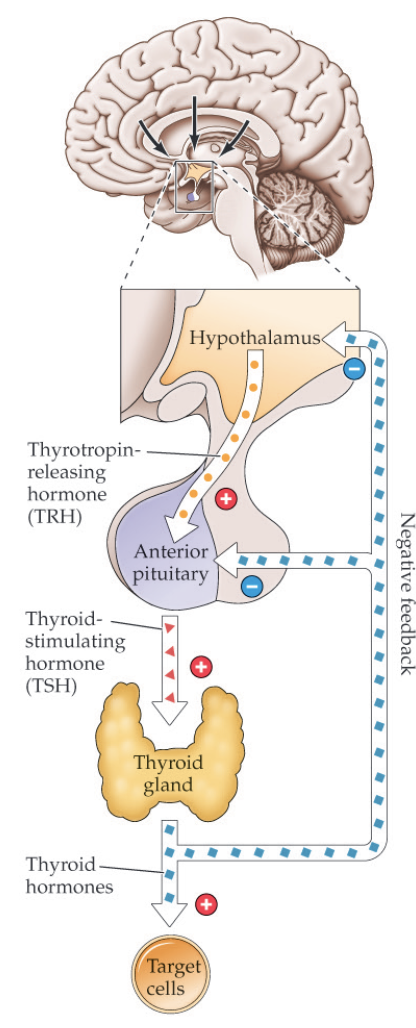 Hypothalamus
−
Thyrotropin-
releasing
hormone
(TRH)
+
Anterior
pituitary
−
Negative feedback
Thyroid-
stimulating
hormone
(TSH)
+
Thyroid
gland
Thyroid
hormones
+
Target
cells